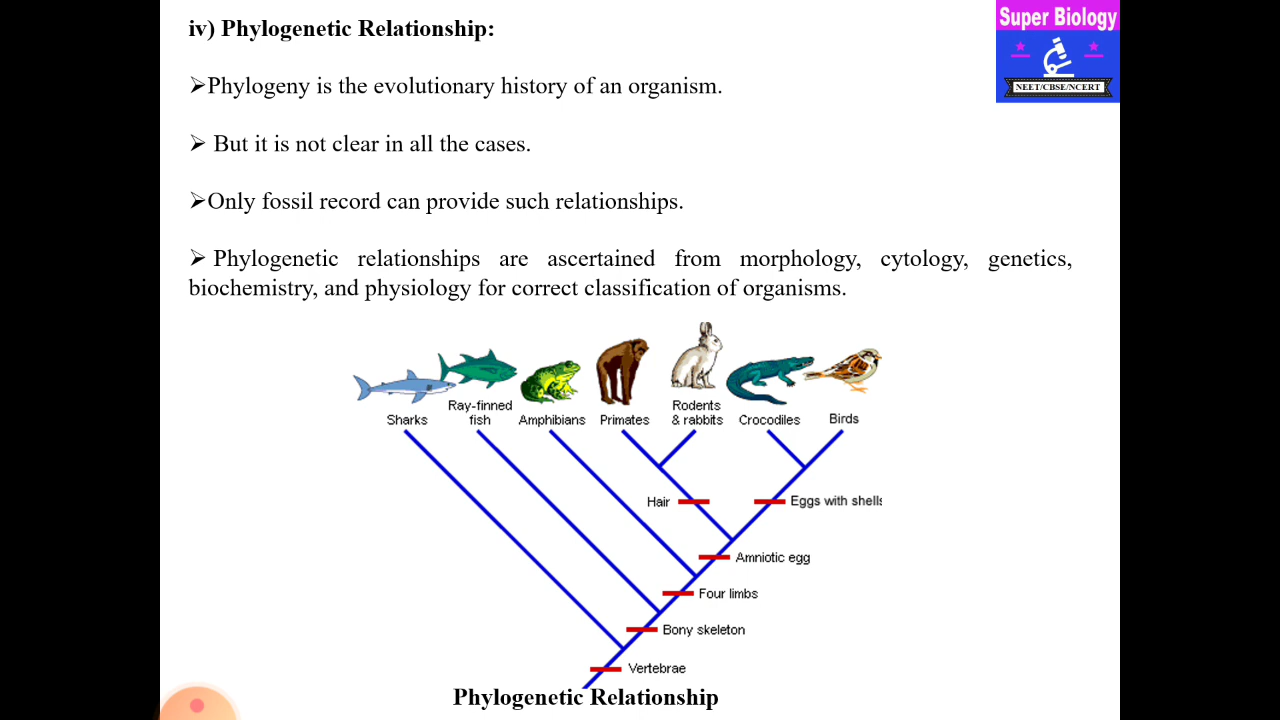 iv) Phylogenetic Relationship:
Super Biology
NEET/CBSE/NCERT
➢Phylogeny is the evolutionary history of an organism.
➢ But it is not clear in all the cases.
➢Only fossil record can provide such relationships.
➢ Phylogenetic relationships are ascertained from morphology, cytology, genetics,
biochemistry, and physiology for correct classification of organisms.
Sharks
Ray-finned
fish
Amphibians
Primates
Rodents
& rabbits
Crocodiles
Birds
Hair
Eggs with shells
Amniotic egg
Four limbs
Bony skeleton
Vertebrae
Phylogenetic Relationship